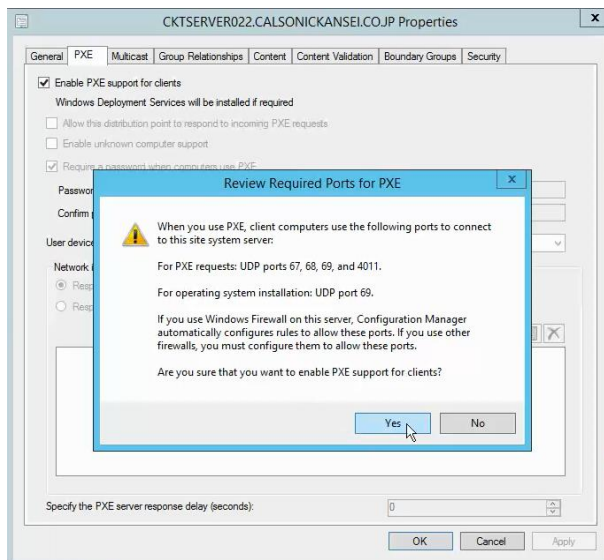 CKTSERVER022.CALSONICKANSEI.CO.JP Properties
x
General PXE Multicast Group Relationships Content Content Validation Boundary Groups Security
Enable PXE support for clients
Windows Deployment Services will be installed if required
Allow this distribution point to respond to incoming PXE requests
Enable unknown computer support
Require a password when computers use PXE
Review Required Ports for PXE
x
Passwor
Confirm
User device
Network
Resp
Resp
When you use PXE, client computers use the following ports to connect
to this site system server:
For PXE requests: UDP ports 67, 68, 69, and 4011.
For operating system installation: UDP port 69.
If you use Windows Firewall on this server, Configuration Manager
automatically configures rules to allow these ports. If you use other
firewalls, you must configure them to allow these ports.
Are you sure that you want to enable PXE support for clients?
Yes No
Specify the PXE server response delay (seconds): 0
OK Cancel Apply